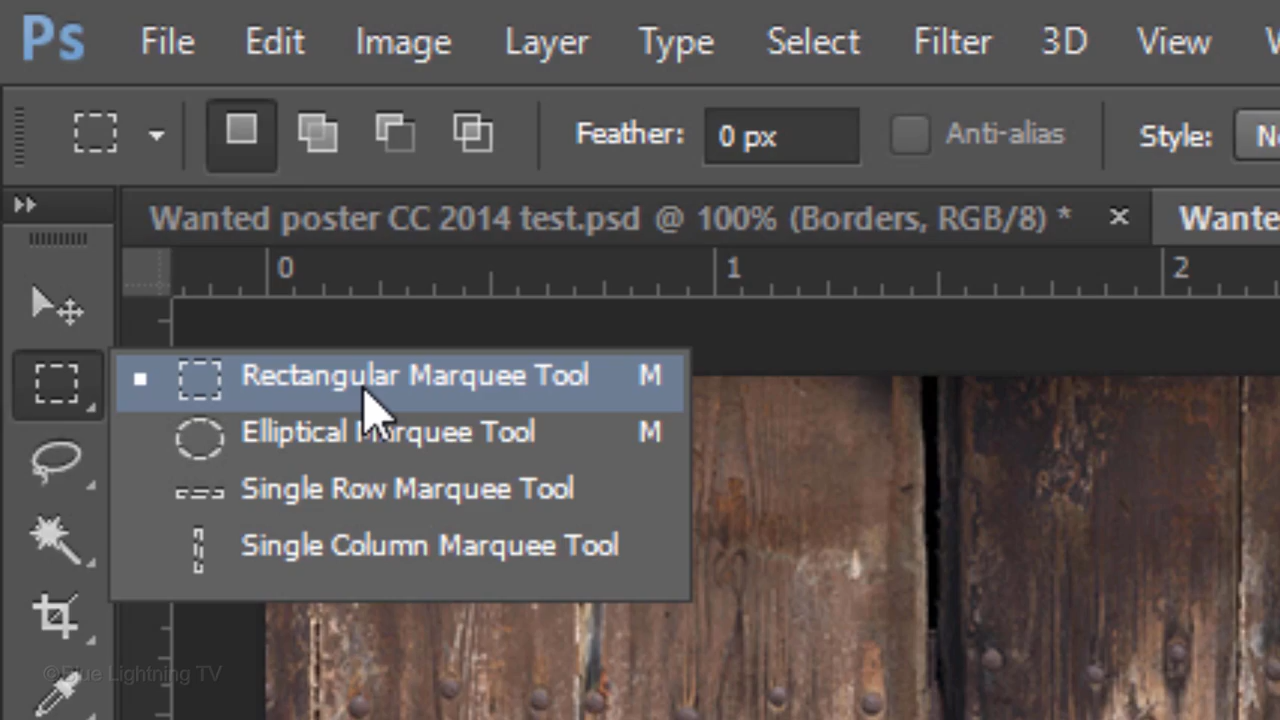 Ps File Edit Image Layer Type Select Filter 3D View
Feather: 0 px Anti-alias Style:
Wanted poster CC 2014 test.psd @ 100% (Borders, RGB/8) * ×
0 1 2
Rectangular Marquee Tool M
Elliptical Marquee Tool M
Single Row Marquee Tool
Single Column Marquee Tool
©Blue Lightning TV